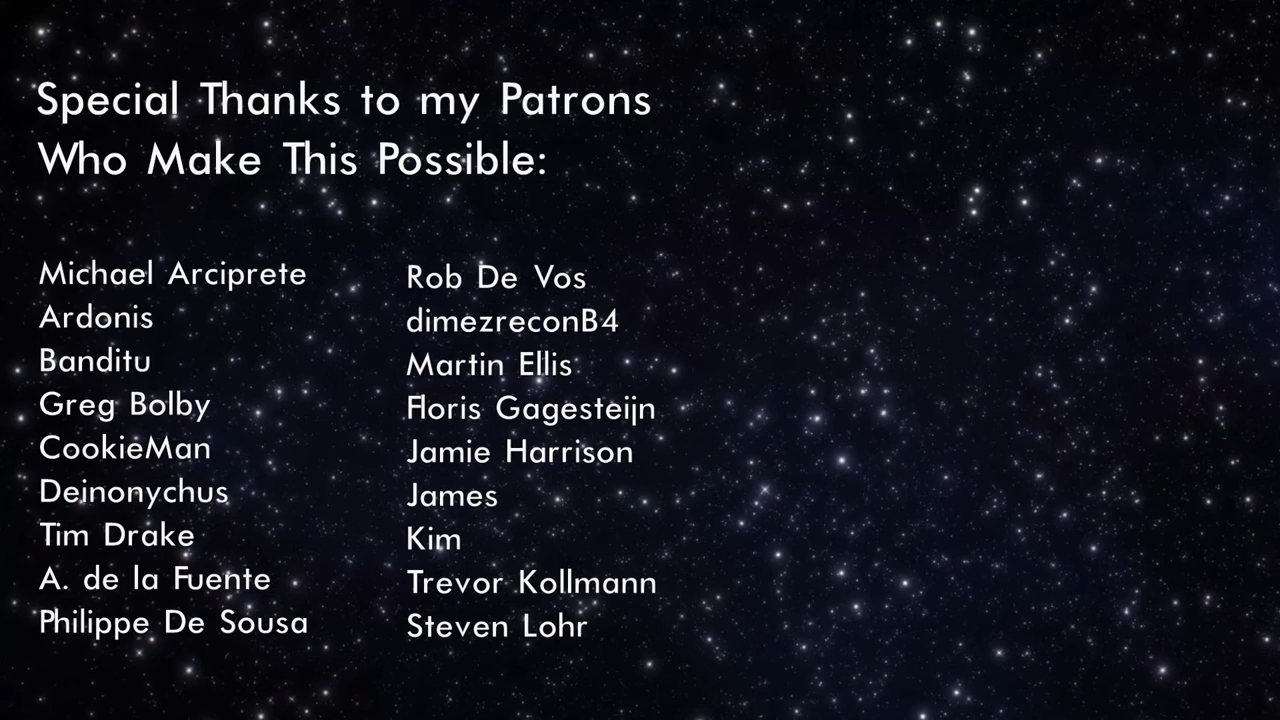 Special Thanks to my Patrons
Who Make This Possible:
Michael Arciprete
Ardonis
Banditu
Greg Bolby
CookieMan
Deinonychus
Tim Drake
A. de la Fuente
Philippe De Sousa
Rob De Vos
dimezreconB4
Martin Ellis
Floris Gagesteijn
Jamie Harrison
James
Kim
Trevor Kollmann
Steven Lohr